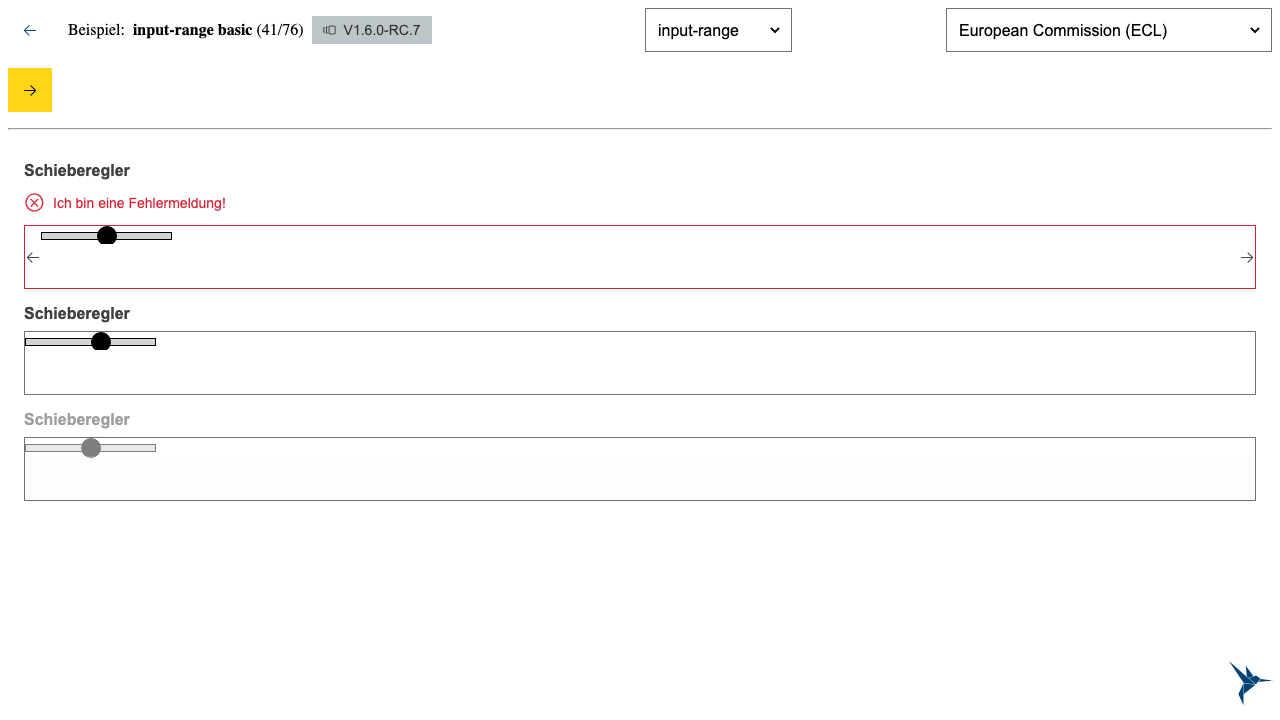 Beispiel: input-range basic (41/76) V1.6.0-RC.7 input-range European Commission (ECL)
Schieberegler
Ich bin eine Fehlermeldung!
Schieberegler
Schieberegler